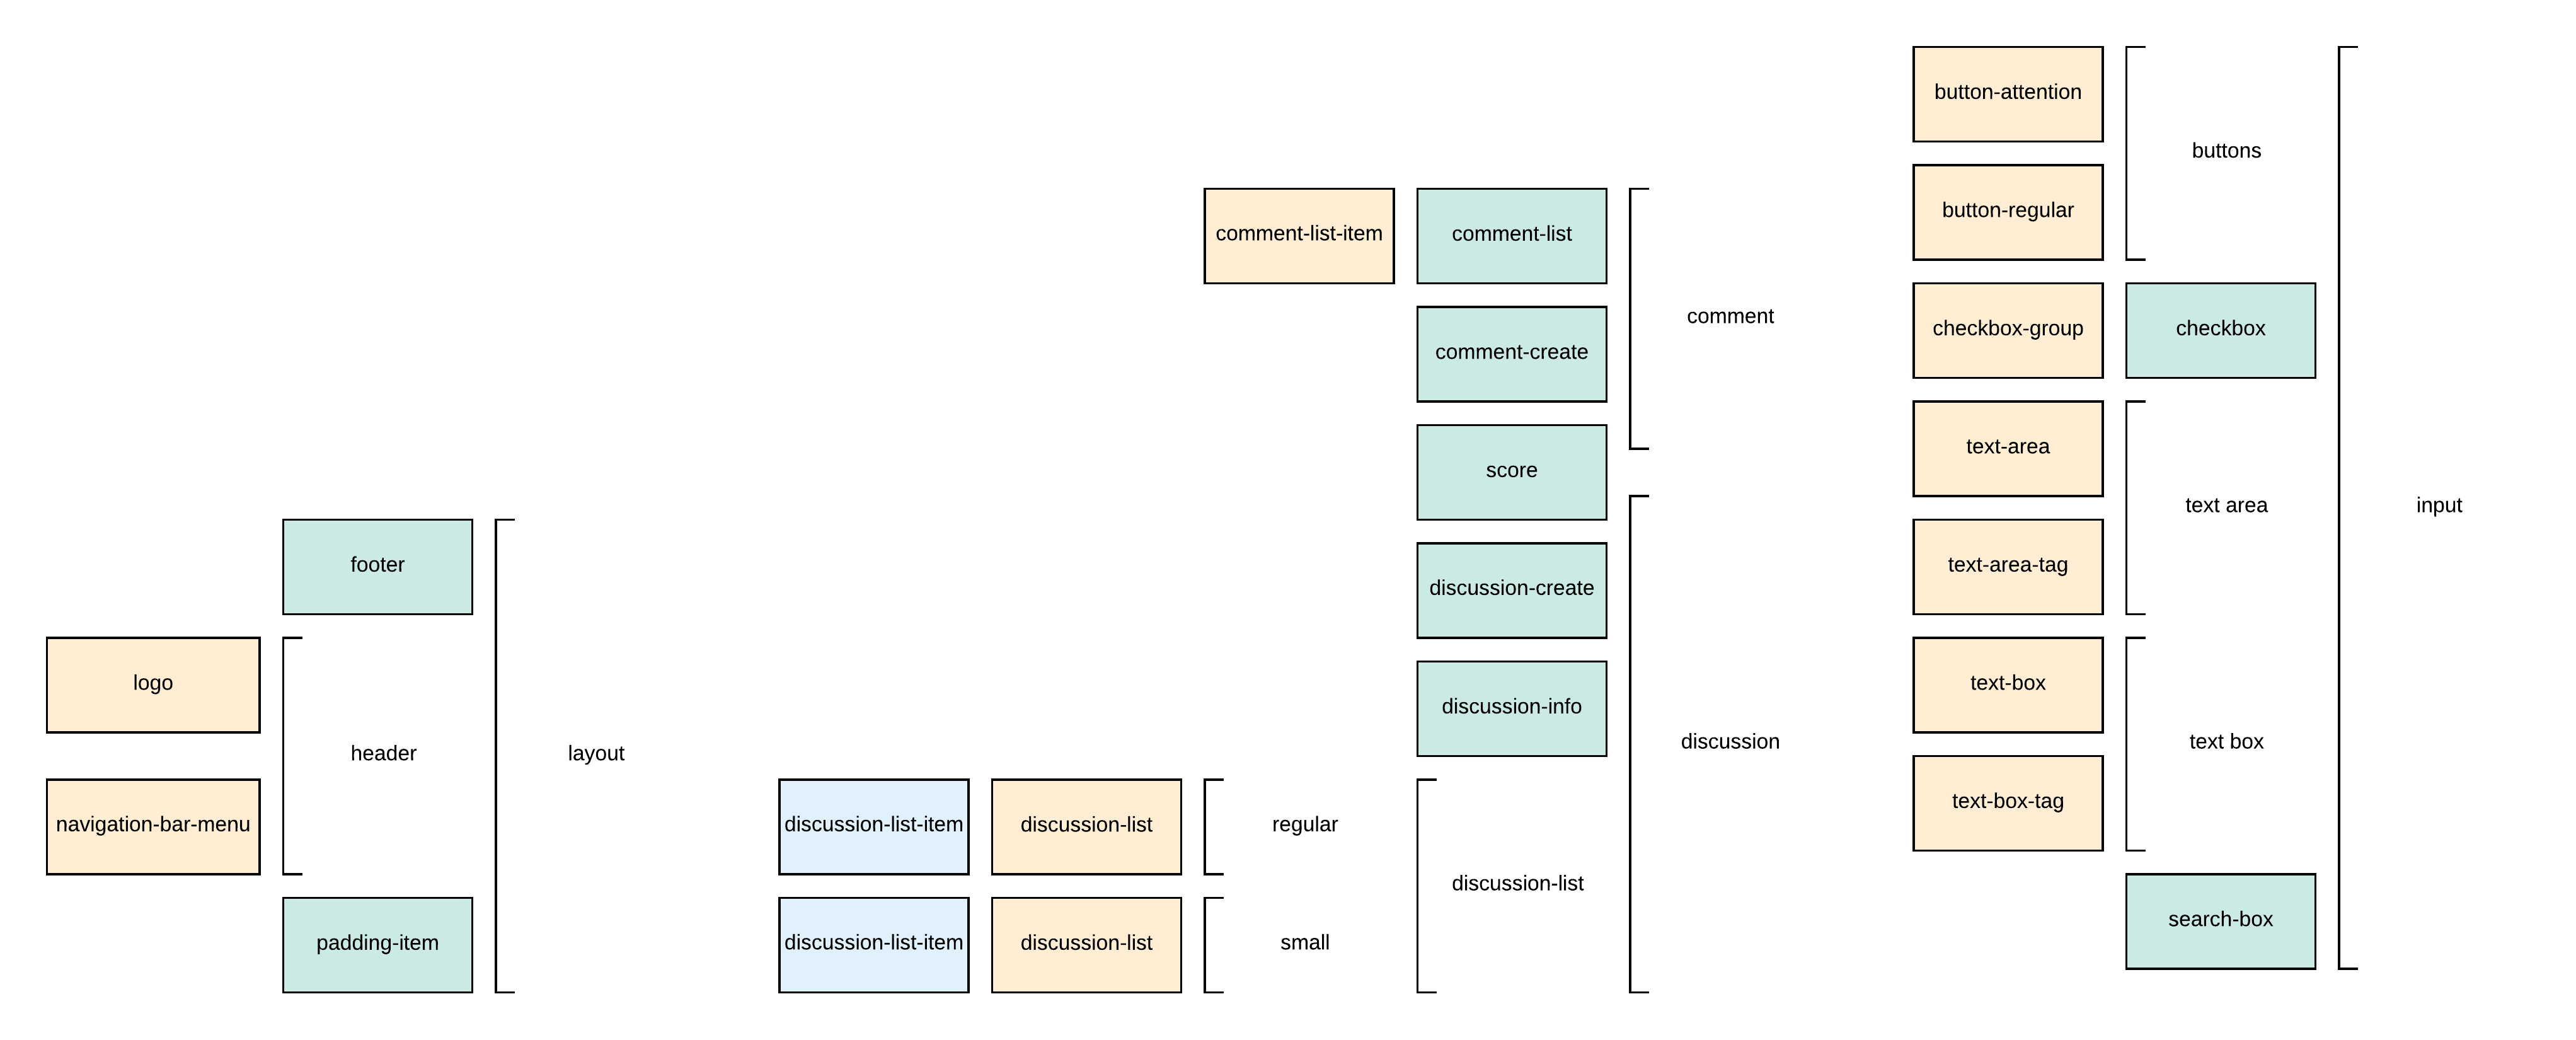 footer
logo
header
layout
navigation-bar-menu
padding-item
comment-list-item
comment-list
comment
comment-create
score
discussion-create
discussion-info
discussion
discussion-list-item
discussion-list
regular
discussion-list
discussion-list-item
discussion-list
small
button-attention
buttons
button-regular
checkbox-group
checkbox
text-area
text area
input
text-area-tag
text-box
text box
text-box-tag
search-box